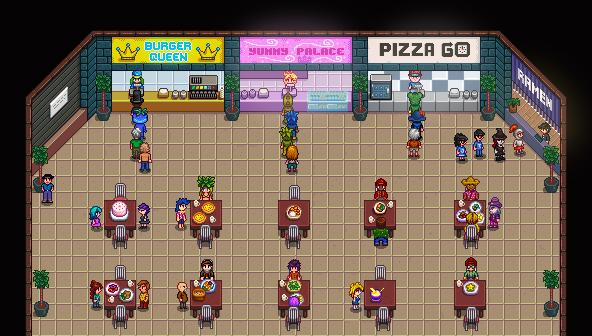 BURGER
QUEEN
YUMMY PALACE
PIZZA GO
RAMEN